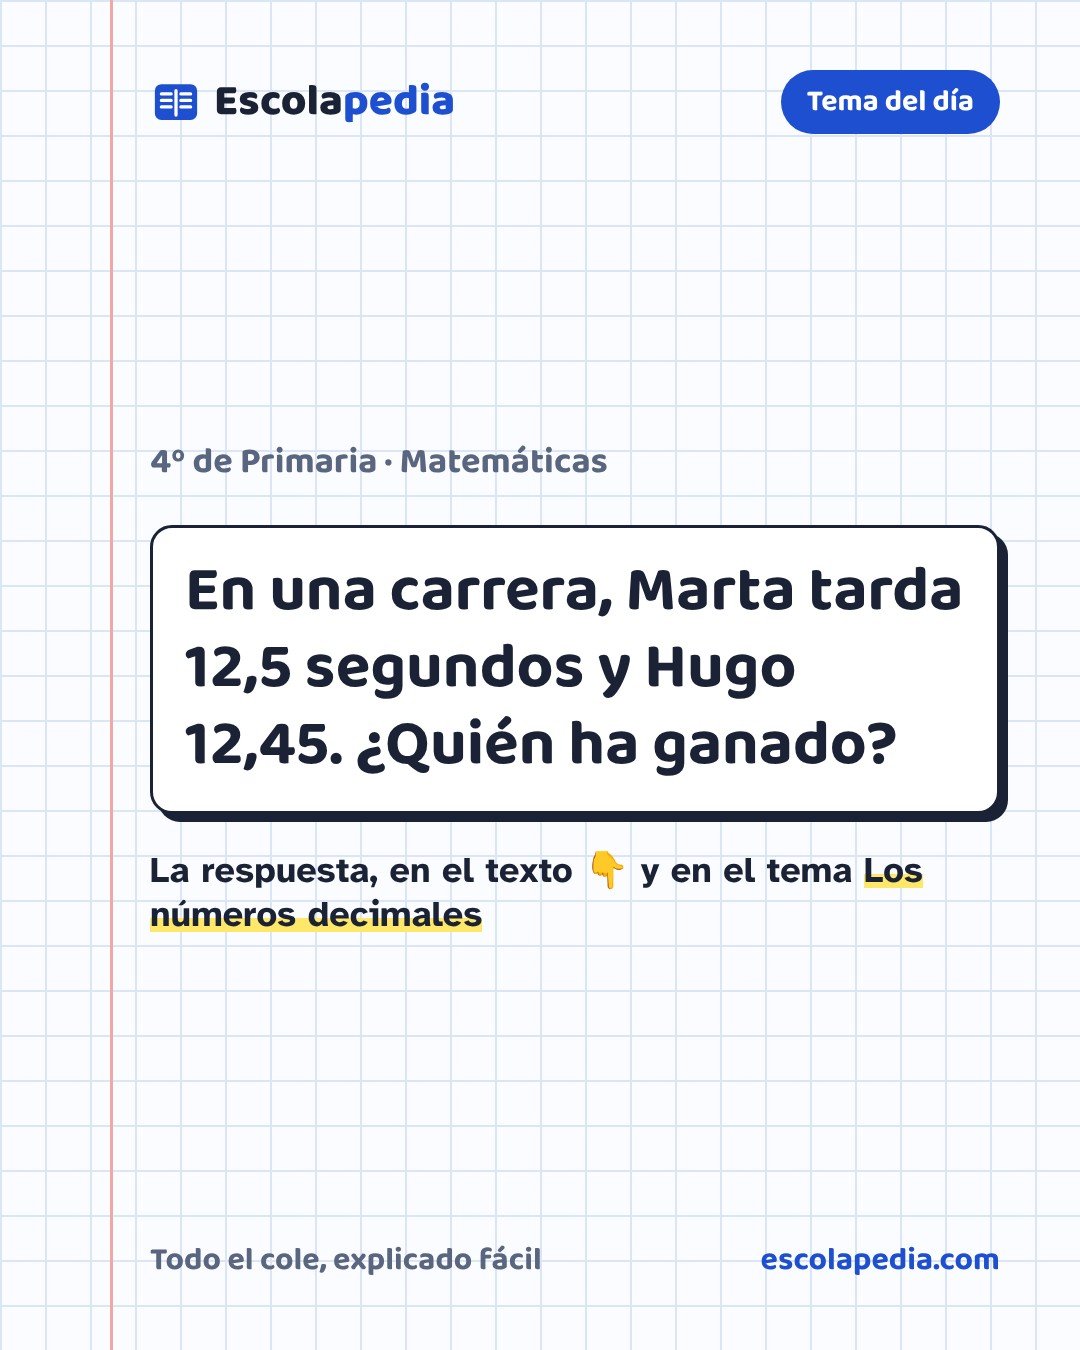 Escolapedia
Tema del día
4º de Primaria · Matemáticas
En una carrera, Marta tarda
12,5 segundos y Hugo
12,45. ¿Quién ha ganado?
La respuesta, en el texto 👇 y en el tema Los
números decimales
Todo el cole, explicado fácil
escolapedia.com